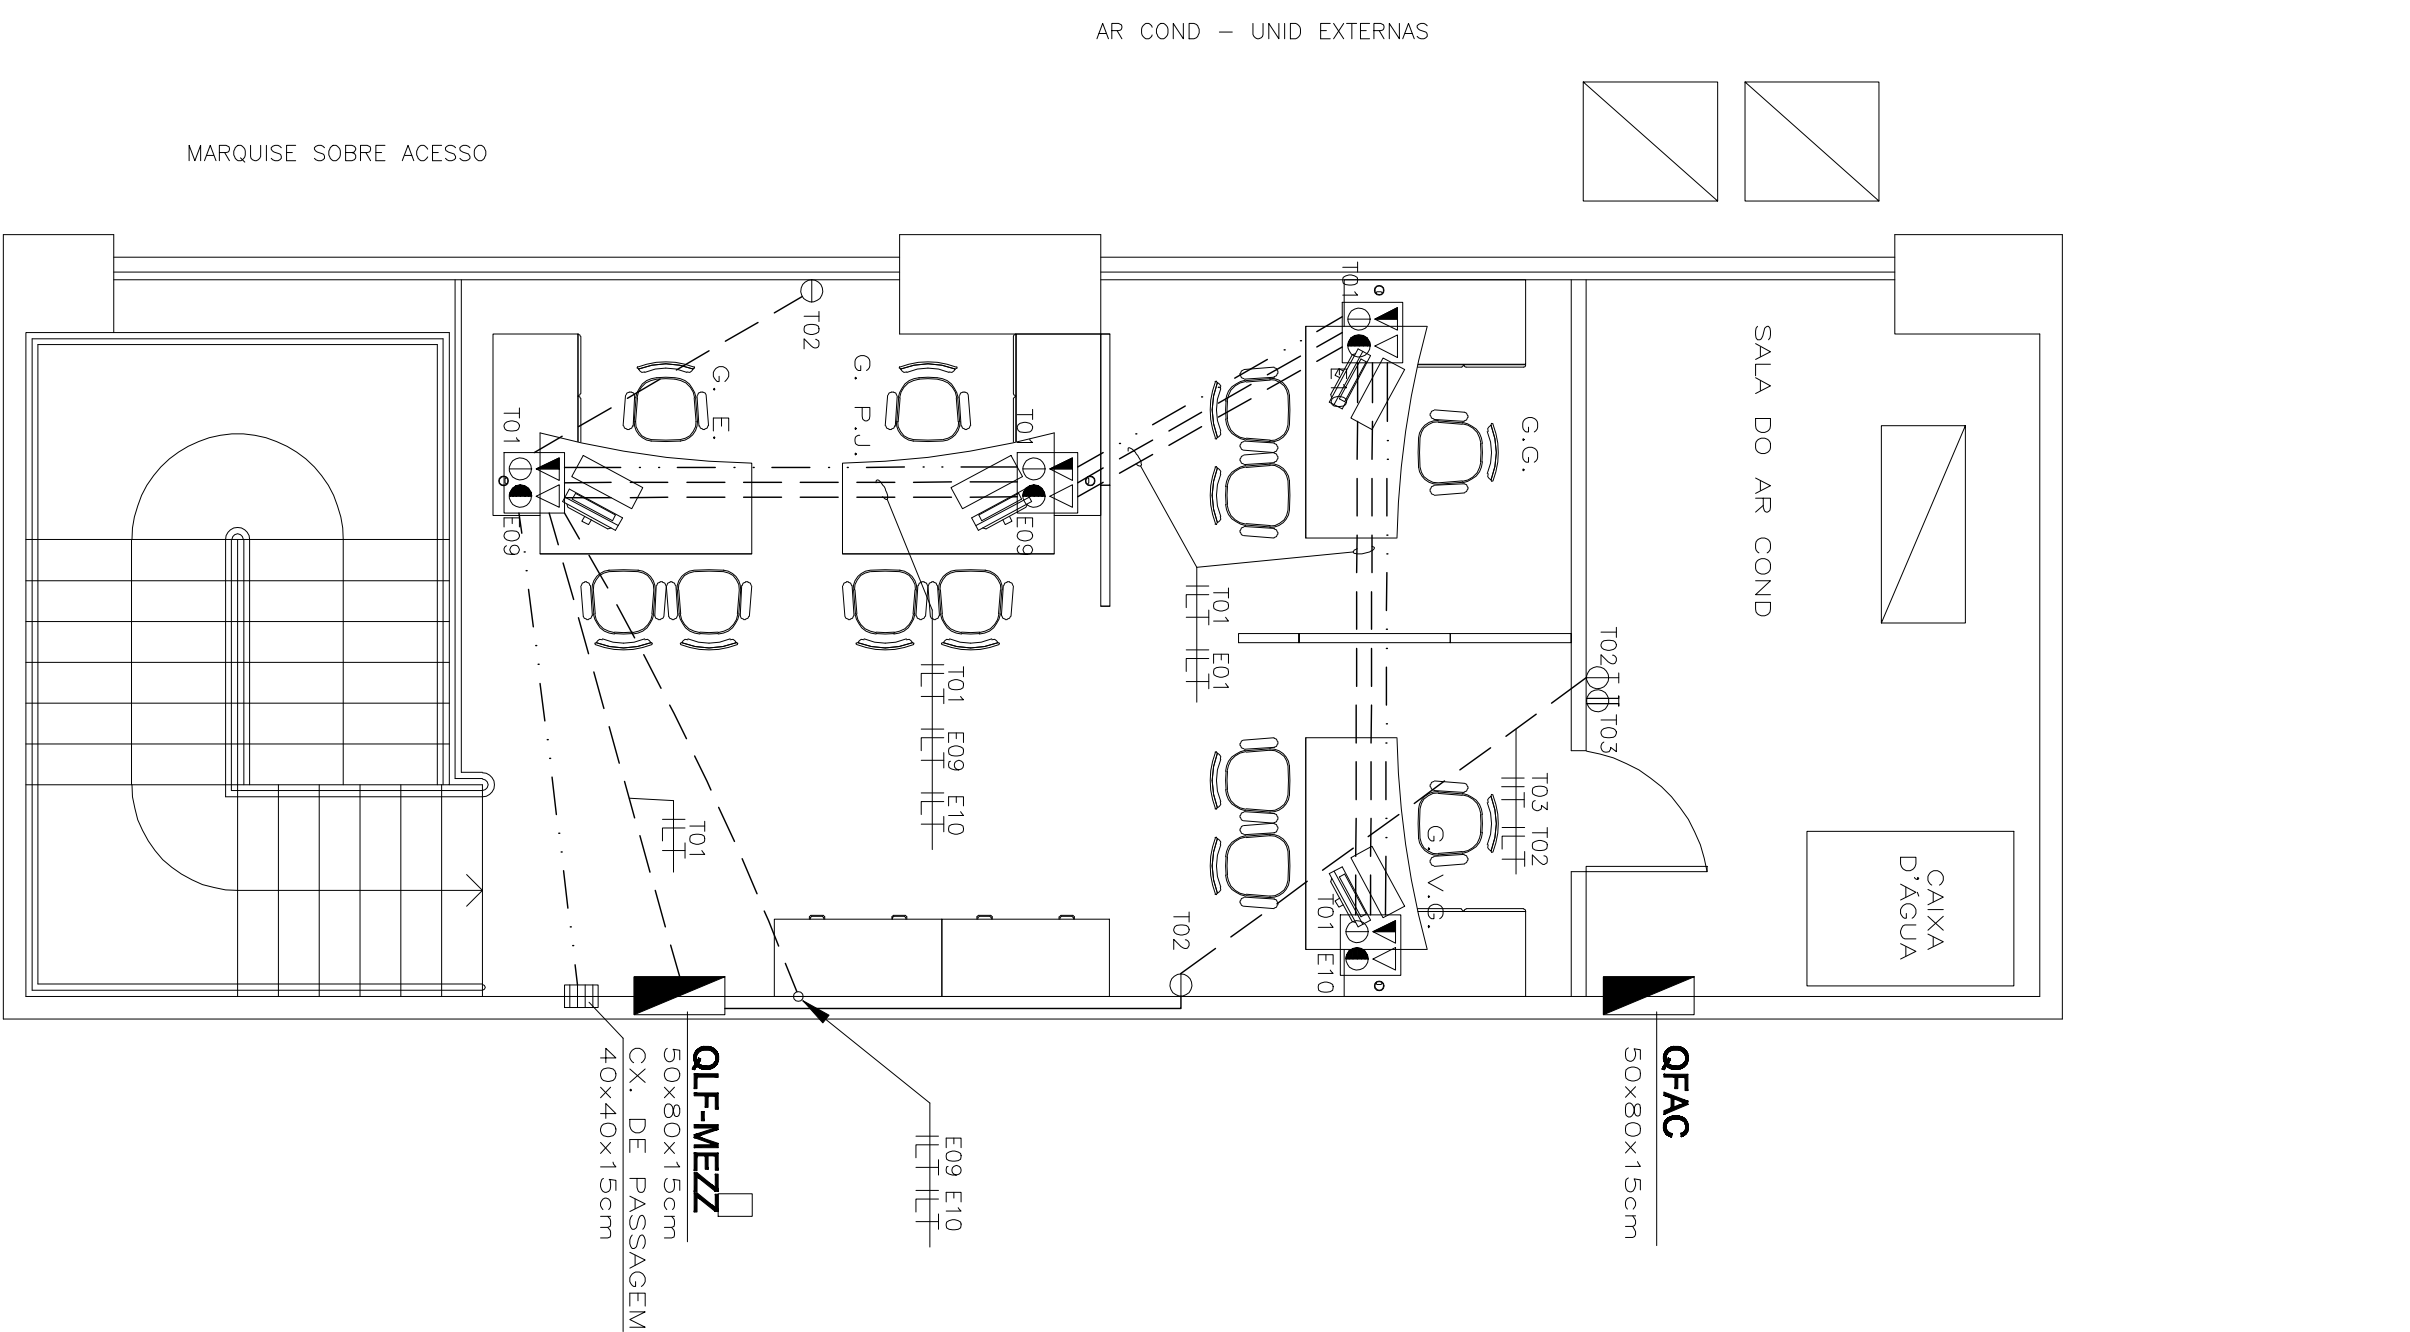 AR COND - UNID EXTERNAS
MARQUISE SOBRE ACESSO
T02
T01
G. E.
G. P.J.
T01
E09
E09
T01
G.G.
SALA DO AR COND
T01 E01
T02
T03
T01 E09 E10
T01
T03 T02
G. V.G.
T01 E10
T02
CAIXA
D'ÁGUA
QLF-MEZZ
50x80x15cm
CX. DE PASSAGEM
40x40x15cm
E09 E10
QFAC
50x80x15cm